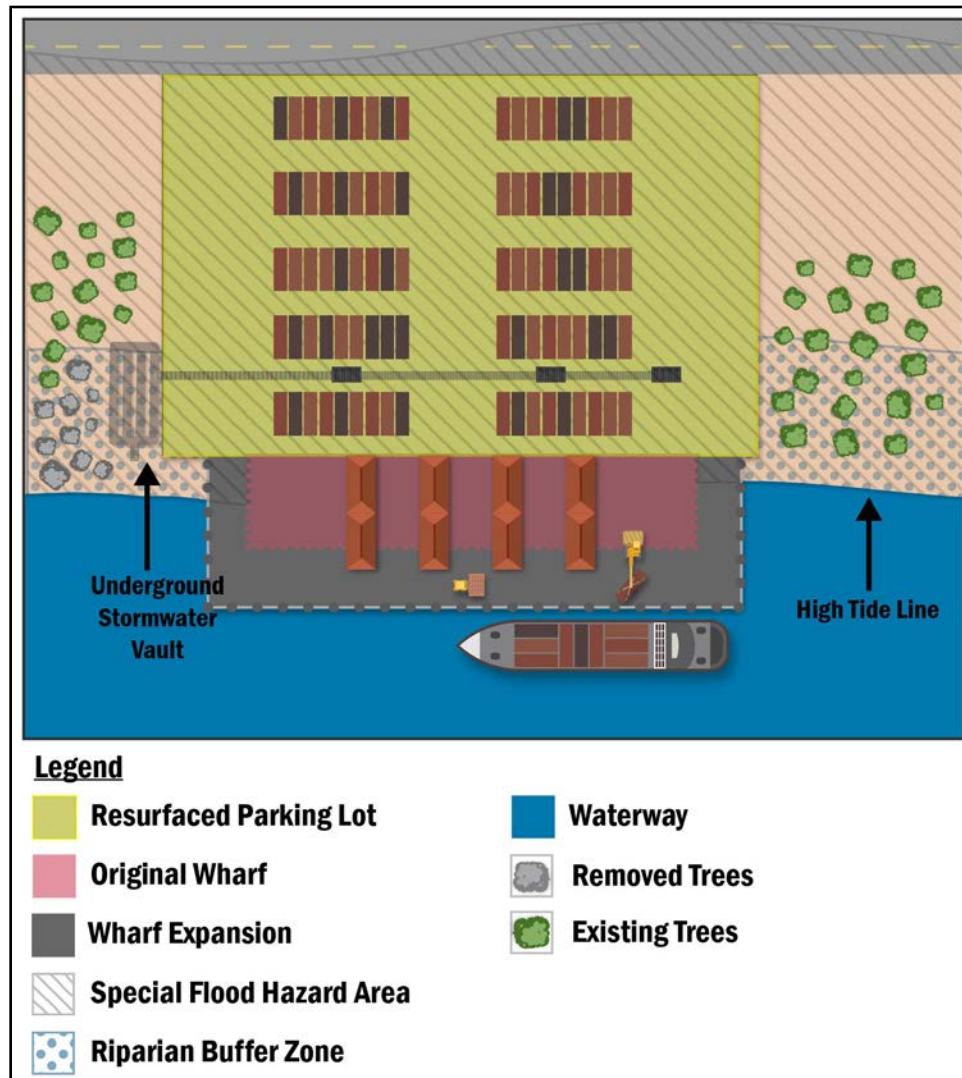 Underground
Stormwater
Vault
High Tide Line
Legend
Resurfaced Parking Lot
Original Wharf
Wharf Expansion
Special Flood Hazard Area
Riparian Buffer Zone
Waterway
Removed Trees
Existing Trees